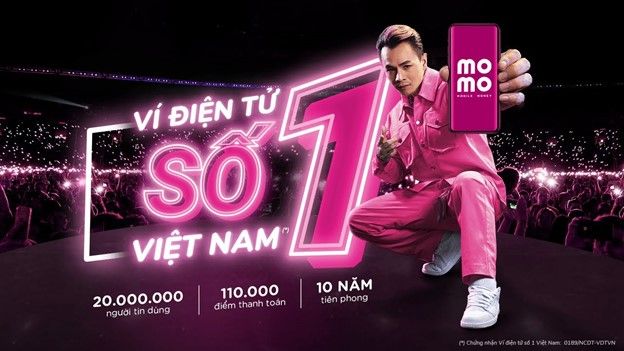 VÍ ĐIỆN TỬ
SỐ 1
VIỆT NAM (*)
mo
mo
MOBILE MONEY
20.000.000
người tin dùng
110.000
điểm thanh toán
10 NĂM
tiên phong
(*) Chứng nhận Ví điện tử số 1 Việt Nam: 0189/NCDT-VDTVN